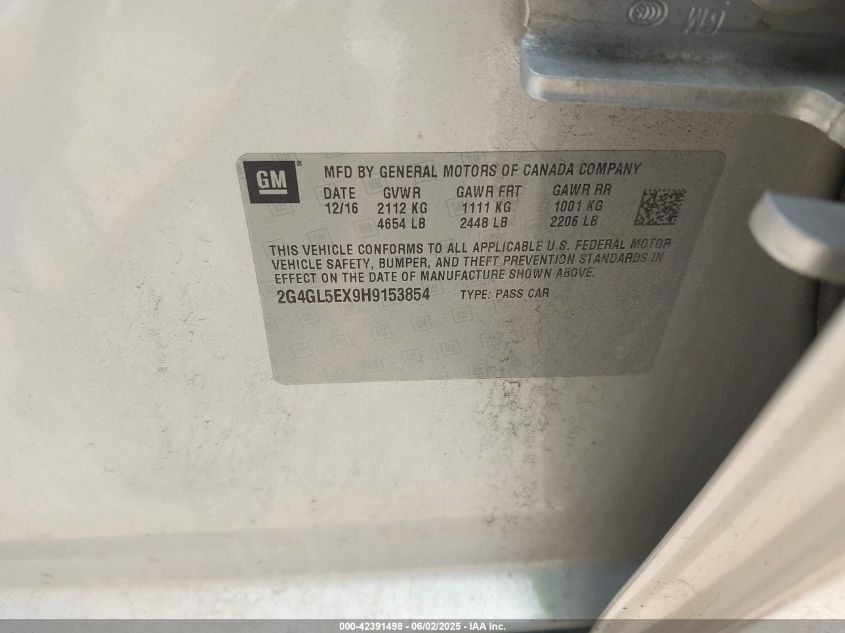 GM
GM
MFD BY GENERAL MOTORS OF CANADA COMPANY
DATE GVWR GAWR FRT GAWR RR
12/16 2112 KG 1111 KG 1001 KG
4654 LB 2448 LB 2206 LB
THIS VEHICLE CONFORMS TO ALL APPLICABLE U.S. FEDERAL MOTOR
VEHICLE SAFETY, BUMPER, AND THEFT PREVENTION STANDARDS IN
EFFECT ON THE DATE OF MANUFACTURE SHOWN ABOVE.
2G4GL5EX9H9153854 TYPE: PASS CAR
000-42391498 - 06/02/2025 - IAA Inc.